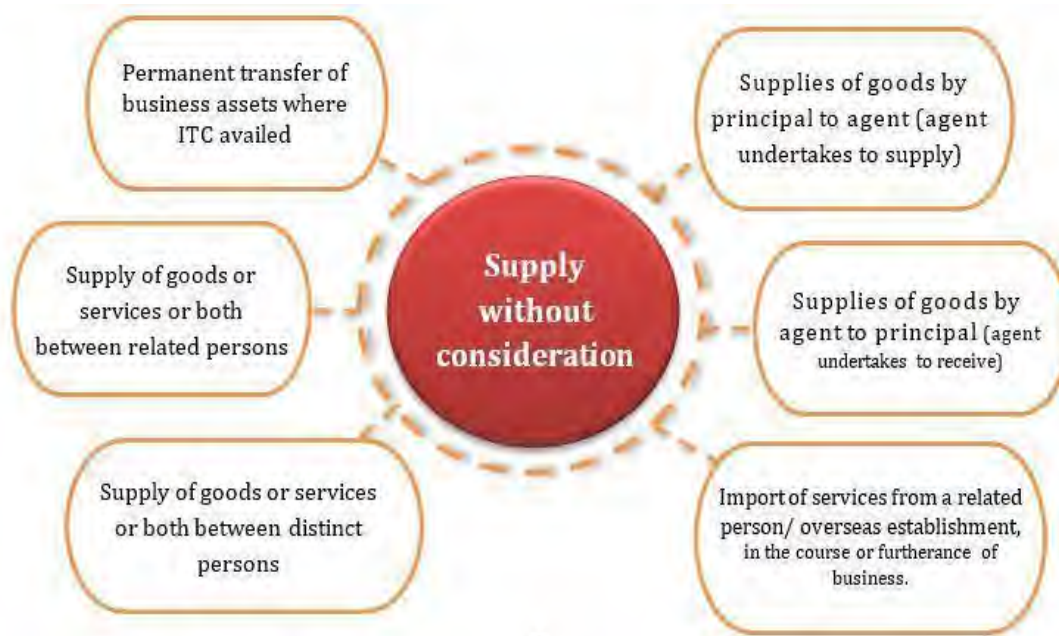 Permanent transfer of
business assets where
ITC availed
Supply of goods or
services or both
between related persons
Supply of goods or services
or both between distinct
persons
Supply
without
consideration
Supplies of goods by
principal to agent (agent
undertakes to supply)
Supplies of goods by
agent to principal (agent
undertakes to receive)
Import of services from a related
person/ overseas establishment,
in the course or furtherance of
business.